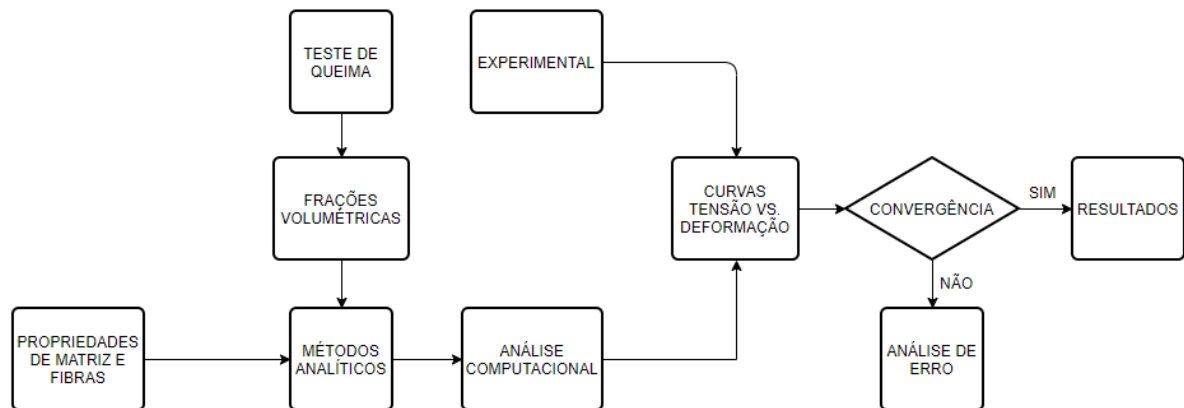 TESTE DE
QUEIMA
EXPERIMENTAL
FRAÇÕES
VOLUMÉTRICAS
CURVAS
TENSÃO VS.
DEFORMAÇÃO
CONVERGÊNCIA
SIM
RESULTADOS
NÃO
PROPRIEDADES
DE MATRIZ E
FIBRAS
MÉTODOS
ANALÍTICOS
ANÁLISE
COMPUTACIONAL
ANÁLISE DE
ERRO